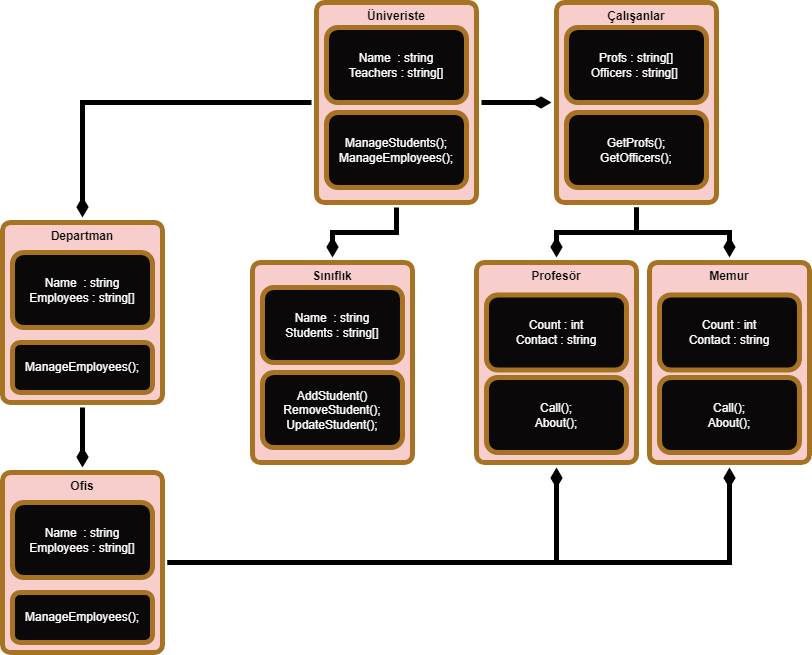 Üniveriste
Name : string
Teachers : string[]
ManageStudents();
ManageEmployees();
Çalışanlar
Profs : string[]
Officers : string[]
GetProfs();
GetOfficers();
Departman
Name : string
Employees : string[]
ManageEmployees();
Sınıflık
Name : string
Students : string[]
AddStudent()
RemoveStudent();
UpdateStudent();
Profesör
Count : int
Contact : string
Call();
About();
Memur
Count : int
Contact : string
Call();
About();
Ofis
Name : string
Employees : string[]
ManageEmployees();